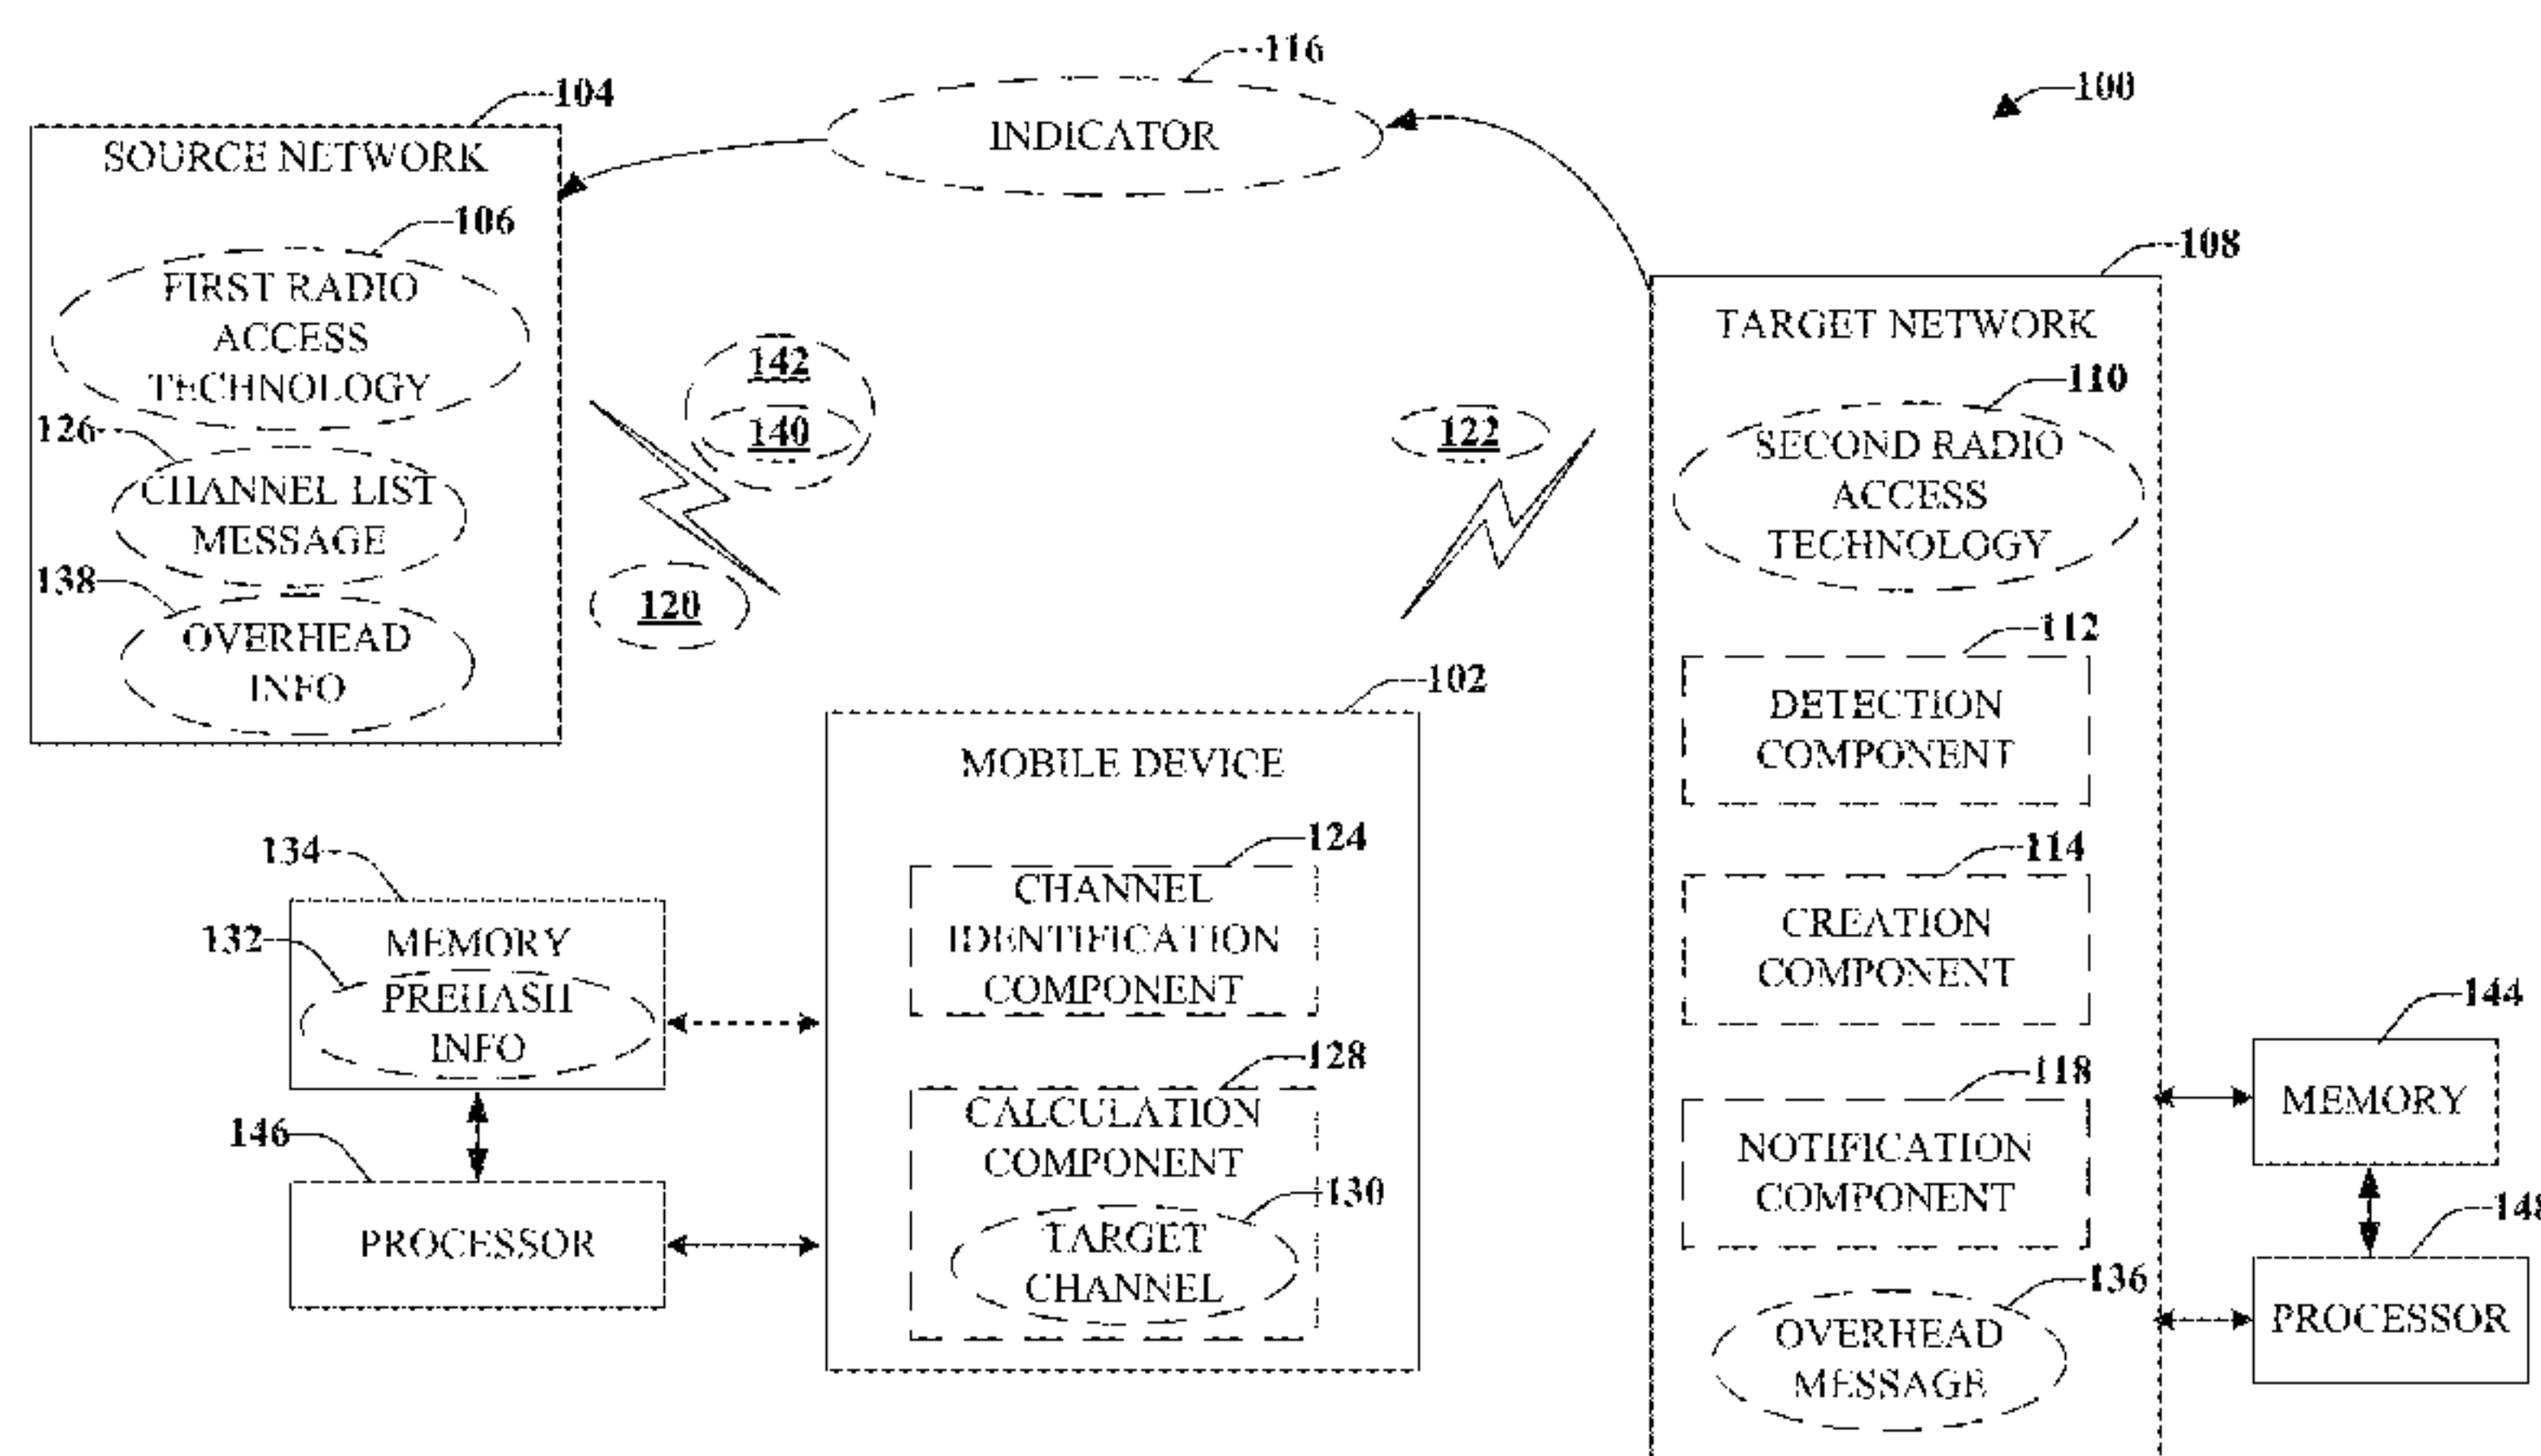 116
INDICATOR
100
104
SOURCE NETWORK
106
FIRST RADIO
ACCESS
TECHNOLOGY
126
CHANNEL LIST
MESSAGE
138
OVERHEAD
INFO
142
140
120
122
108
TARGET NETWORK
110
SECOND RADIO
ACCESS
TECHNOLOGY
112
DETECTION
COMPONENT
114
CREATION
COMPONENT
118
NOTIFICATION
COMPONENT
136
OVERHEAD
MESSAGE
102
MOBILE DEVICE
124
CHANNEL
IDENTIFICATION
COMPONENT
128
CALCULATION
COMPONENT
130
TARGET
CHANNEL
134
132
MEMORY
PREHASH
INFO
146
PROCESSOR
144
MEMORY
148
PROCESSOR